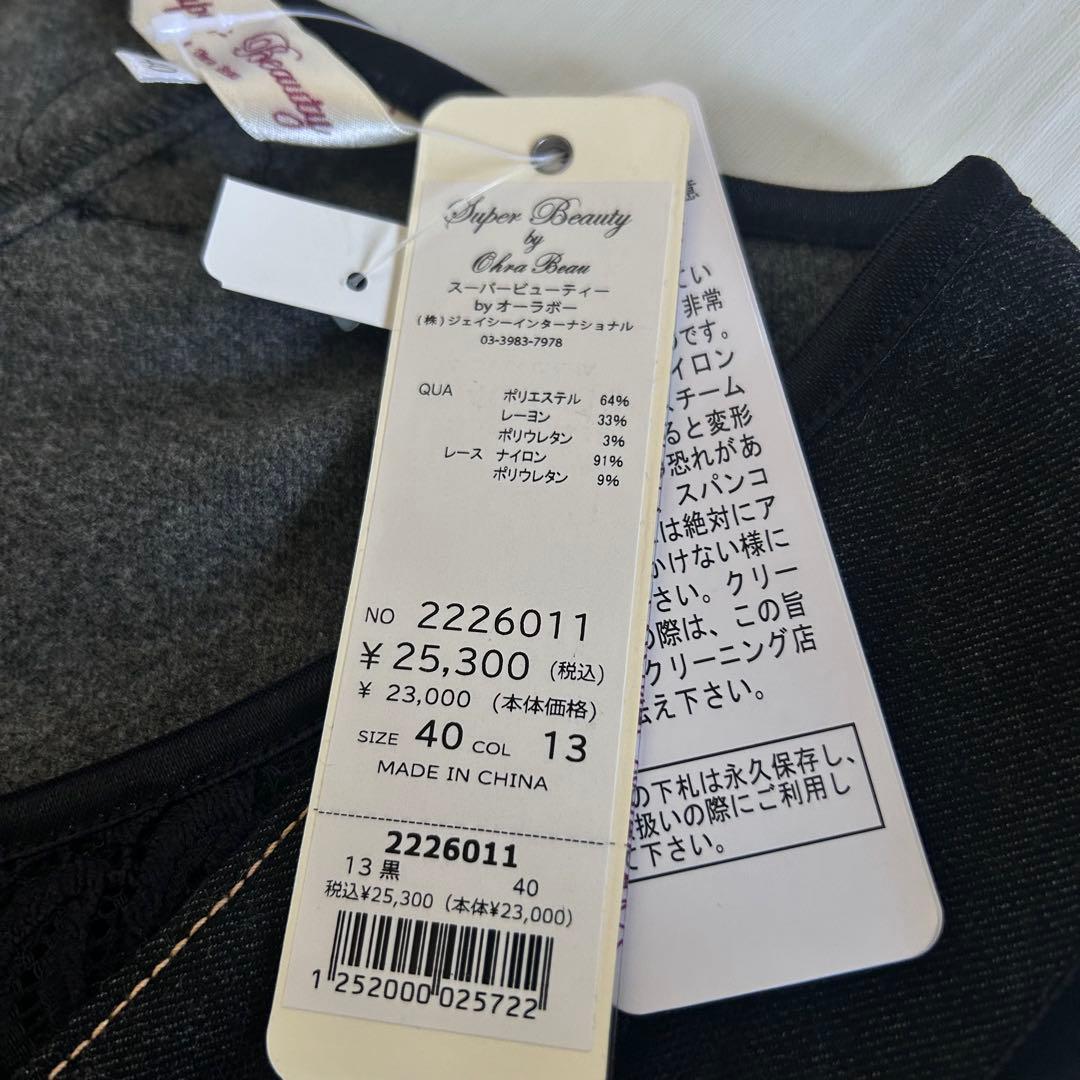 Beauty
40
Super Beauty
by
Ohra Beau
スーパービューティー
by オーラボー
(株)ジェイシーインターナショナル
03-3983-7978
QUA ポリエステル 64%
レーヨン 33%
ポリウレタン 3%
レース ナイロン 91%
ポリウレタン 9%
NO 2226011
¥ 25,300 (税込)
¥ 23,000 (本体価格)
SIZE 40 COL 13
MADE IN CHINA
2226011
13 黒 40
税込¥25,300 (本体¥23,000)
1 252000 025722
意
てい
非常
のです。
イロン
スチーム
ると変形
恐れがあ
スパンコ
は絶対にア
かけない様に
さい。クリー
の際は、この旨
クリーニング店
伝え下さい。
の下札は永久保存し、
扱いの際にご利用し
て下さい。